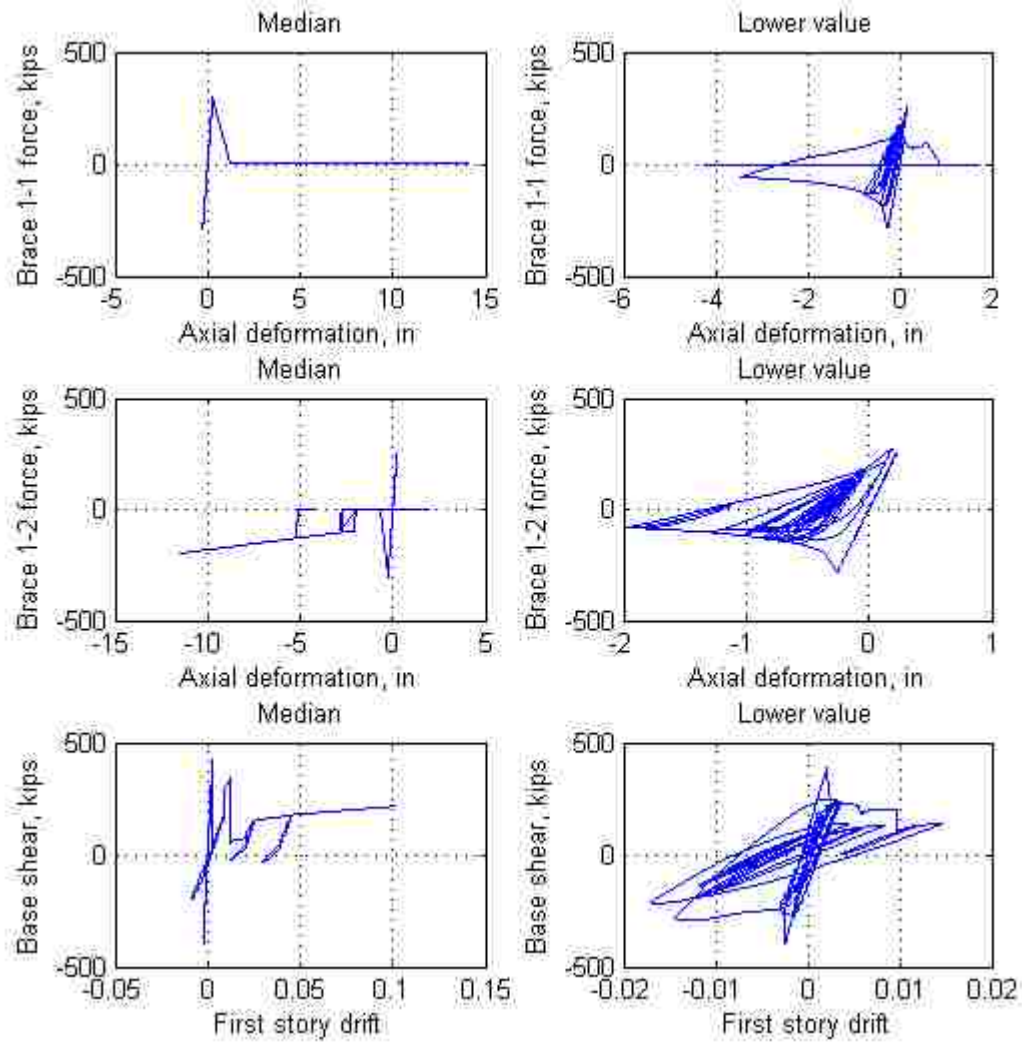 Median
Lower value
500
0
-500
Brace 1-1 force, kips
-5
0
5
10
15
Axial deformation, in
500
0
-500
Brace 1-1 force, kips
-6
-4
-2
0
2
Axial deformation, in
Median
Lower value
500
0
-500
Brace 1-2 force, kips
-15
-10
-5
0
5
Axial deformation, in
500
0
-500
Brace 1-2 force, kips
-2
-1
0
1
Axial deformation, in
Median
Lower value
500
0
-500
Base shear, kips
-0.05
0
0.05
0.1
0.15
First story drift
500
0
-500
Base shear, kips
-0.02
-0.01
0
0.01
0.02
First story drift